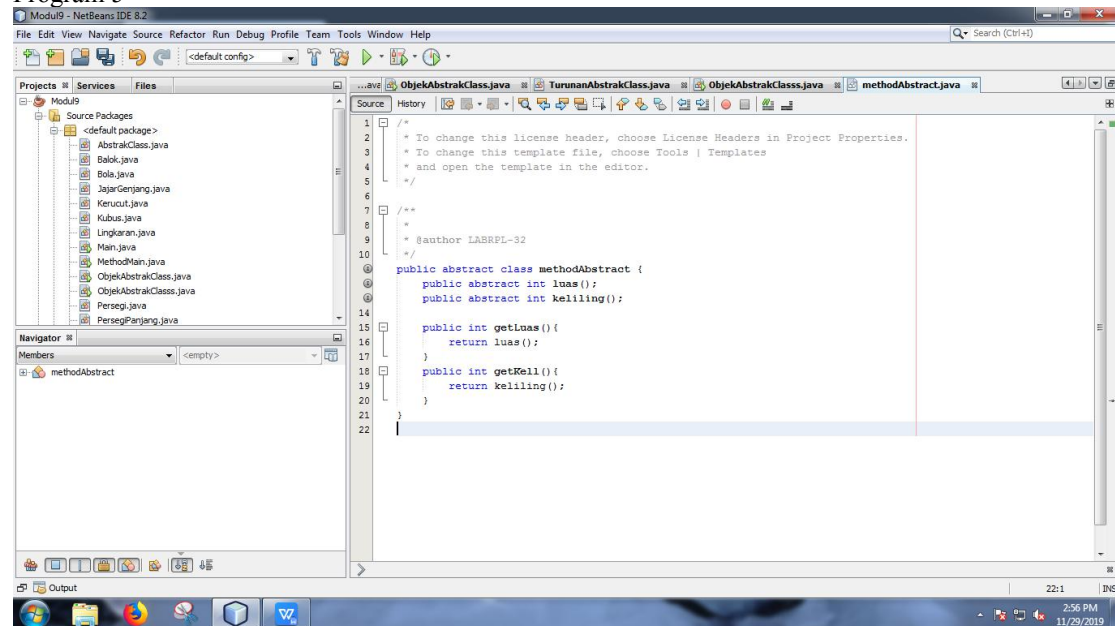 Modul9 - NetBeans IDE 8.2
File Edit View Navigate Source Refactor Run Debug Profile Team Tools Window Help
Search (Ctrl+I)
<default config>
Projects Services Files
...ava ObjekAbstrakClass.java TurunanAbstrakClass.java ObjekAbstrakClasss.java methodAbstract.java
Source History
Modul9
Source Packages
<default package>
AbstrakClass.java
Balok.java
Bola.java
JajarGenjang.java
Kerucut.java
Kubus.java
Lingkaran.java
Main.java
MethodMain.java
ObjekAbstrakClass.java
ObjekAbstrakClasss.java
Persegi.java
PersegiPanjang.java
Navigator
Members <empty>
methodAbstract
1 /*
2 * To change this license header, choose License Headers in Project Properties.
3 * To change this template file, choose Tools | Templates
4 * and open the template in the editor.
5 */
6
7 /**
8 *
9 * @author LABRPL-32
10 */
public abstract class methodAbstract {
public abstract int luas();
public abstract int keliling();
14
15 public int getLuas(){
16 return luas();
17 }
18 public int getKell(){
19 return keliling();
20 }
21 }
22
Output
22:1 INS
2:56 PM
11/29/2019